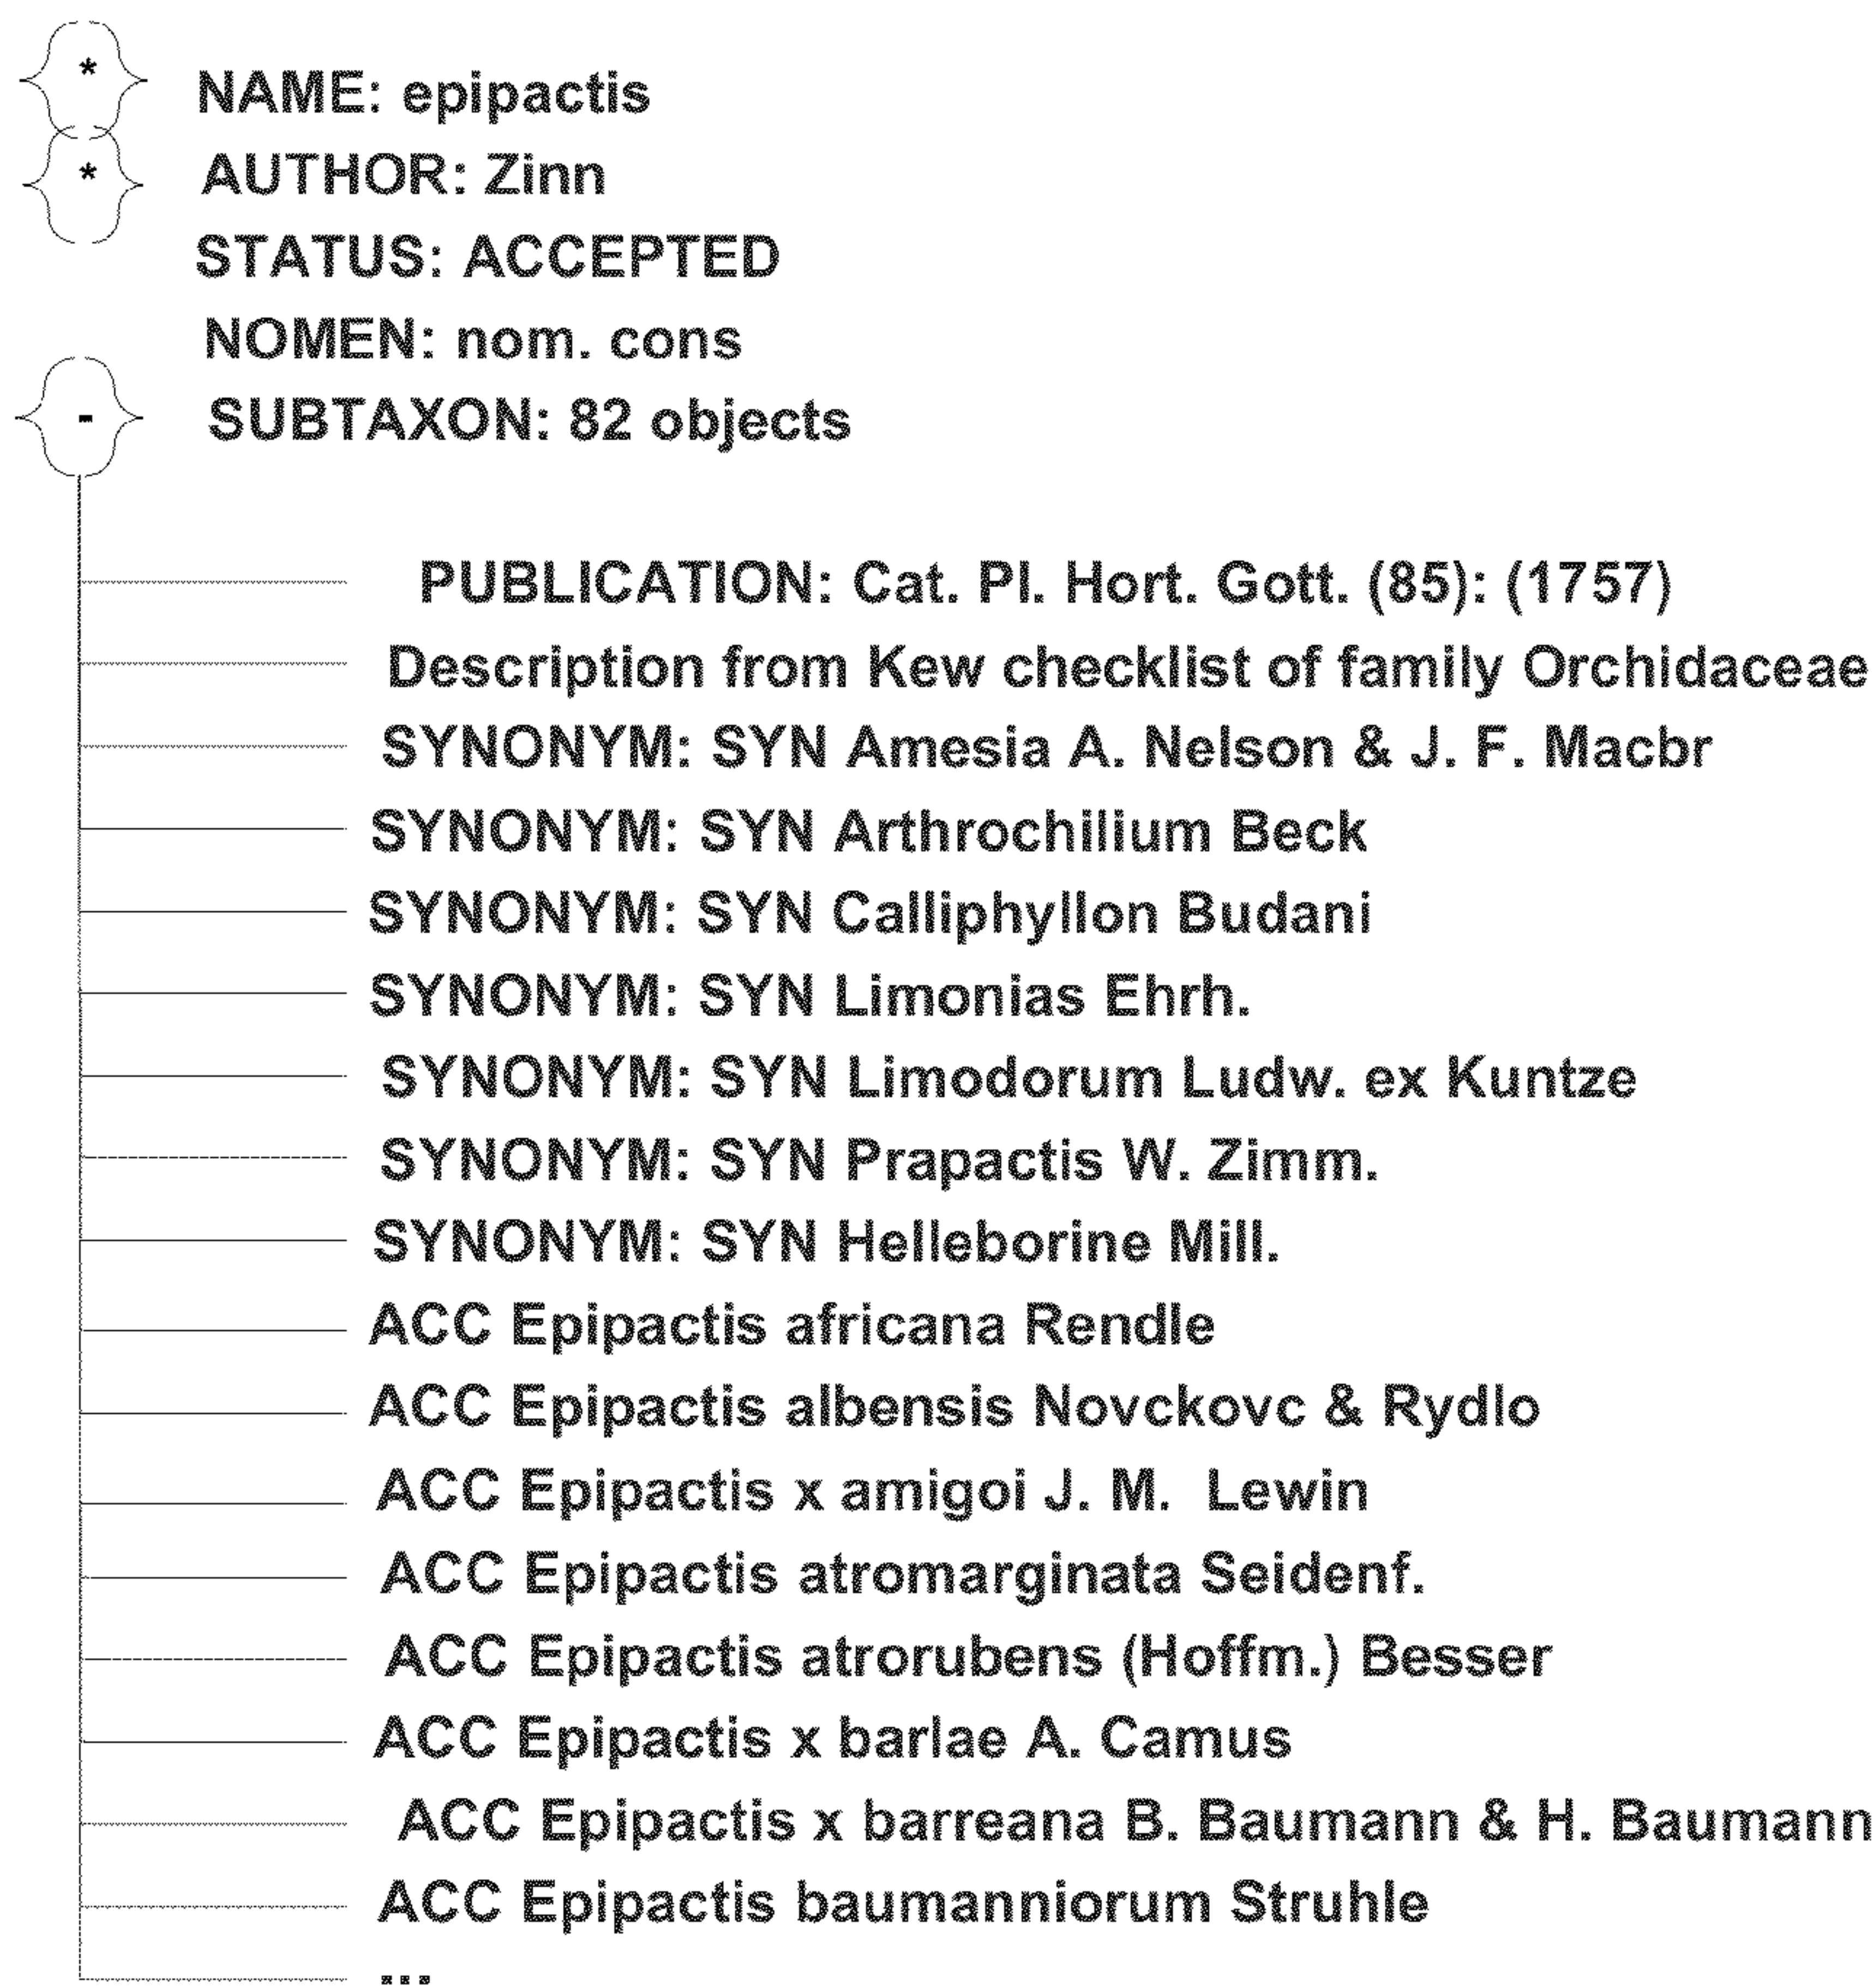 * NAME: epipactis
* AUTHOR: Zinn
STATUS: ACCEPTED
NOMEN: nom. cons
- SUBTAXON: 82 objects
PUBLICATION: Cat. Pl. Hort. Gott. (85): (1757)
Description from Kew checklist of family Orchidaceae
SYNONYM: SYN Amesia A. Nelson & J. F. Macbr
SYNONYM: SYN Arthrochilium Beck
SYNONYM: SYN Calliphyllon Budani
SYNONYM: SYN Limonias Ehrh.
SYNONYM: SYN Limodorum Ludw. ex Kuntze
SYNONYM: SYN Prapactis W. Zimm.
SYNONYM: SYN Helleborine Mill.
ACC Epipactis africana Rendle
ACC Epipactis albensis Novckovc & Rydlo
ACC Epipactis x amigoi J. M. Lewin
ACC Epipactis atromarginata Seidenf.
ACC Epipactis atrorubens (Hoffm.) Besser
ACC Epipactis x barlae A. Camus
ACC Epipactis x barreana B. Baumann & H. Baumann
ACC Epipactis baumanniorum Struhle
...